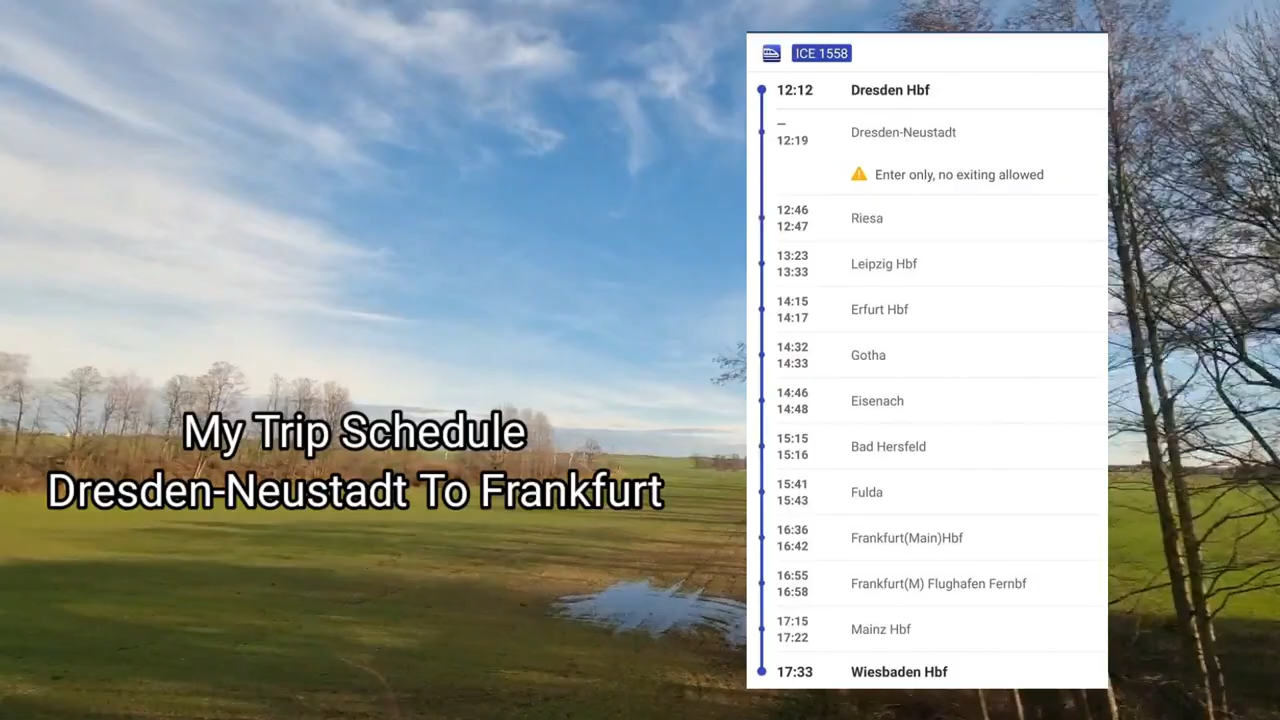 My Trip Schedule
Dresden-Neustadt To Frankfurt
ICE 1558
12:12 Dresden Hbf
–
12:19 Dresden-Neustadt
Enter only, no exiting allowed
12:46
12:47 Riesa
13:23
13:33 Leipzig Hbf
14:15
14:17 Erfurt Hbf
14:32
14:33 Gotha
14:46
14:48 Eisenach
15:15
15:16 Bad Hersfeld
15:41
15:43 Fulda
16:36
16:42 Frankfurt(Main)Hbf
16:55
16:58 Frankfurt(M) Flughafen Fernbf
17:15
17:22 Mainz Hbf
17:33 Wiesbaden Hbf